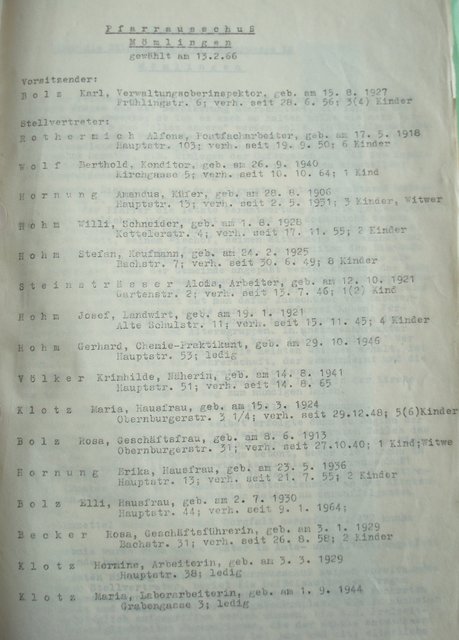 Pfarrausschuß
Mömlingen
gewählt am 13.2.66
Vorsitzender:
Bolz Karl, Verwaltungsoberinspektor, geb. am 15. 8. 1927
Frühlingstr. 6; verh. seit 28. 6. 56; 3(4) Kinder
Stellvertreter:
Rothermich Alfons, Postfacharbeiter, geb. am 17. 5. 1918
Hauptstr. 103; verh. seit 19. 9. 50; 6 Kinder
Wolf Berthold, Konditor, geb. am 26. 9. 1940
Kirchgasse 5; verh. seit 10. 10. 64; 1 Kind
Hornung Amandus, Küfer, geb. am 28. 8. 1906
Hauptstr. 13; verh. seit 2. 5. 1951; 3 Kinder, Witwer
Hohm Willi, Schneider, geb. am 1. 8. 1928
Kettelerstr. 4; verh. seit 17. 11. 55; 2 Kinder
Hohm Stefan, Kaufmann, geb. am 24. 2. 1925
Bachstr. 7; verh. seit 30. 6. 49; 8 Kinder
Steinstrasser Alois, Arbeiter, geb. am 12. 10. 1921
Gartenstr. 2; verh. seit 15. 7. 46; 1(2) Kind
Hohm Josef, Landwirt, geb. am 19. 1. 1921
Alte Schulstr. 11; verh. seit 15. 11. 45; 4 Kinder
Hohm Gerhard, Chemie-Praktikant, geb. am 29. 10. 1946
Hauptstr. 53; ledig
Völker Krimhilde, Näherin, geb. am 14. 8. 1941
Hauptstr. 51; verh. seit 14. 8. 65
Klotz Maria, Hausfrau, geb. am 15. 3. 1924
Obernburgerstr. 3 1/4; verh. seit 29.12.48; 5(6)Kinder
Bolz Rosa, Geschäftsfrau, geb. am 8. 6. 1913
Obernburgerstr. 31; verh. seit 27.10.40; 1 Kind;Witwe
Hornung Erika, Hausfrau, geb. am 23. 5. 1936
Hauptstr. 13; verh. seit 21. 7. 55; 2 Kinder
Bolz Elli, Hausfrau, geb. am 2. 7. 1930
Hauptstr. 44; verh. seit 9. 1. 1964;
Becker Rosa, Geschäftsführerin, geb. am 3. 1. 1929
Bachstr. 31; verh. seit 26. 8. 58; 2 Kinder
Klotz Hermine, Arbeiterin, geb. am 3. 3. 1929
Hauptstr. 38; ledig
Klotz Maria, Laborarbeiterin, geb. am 1. 9. 1944
Grabengasse 3; ledig